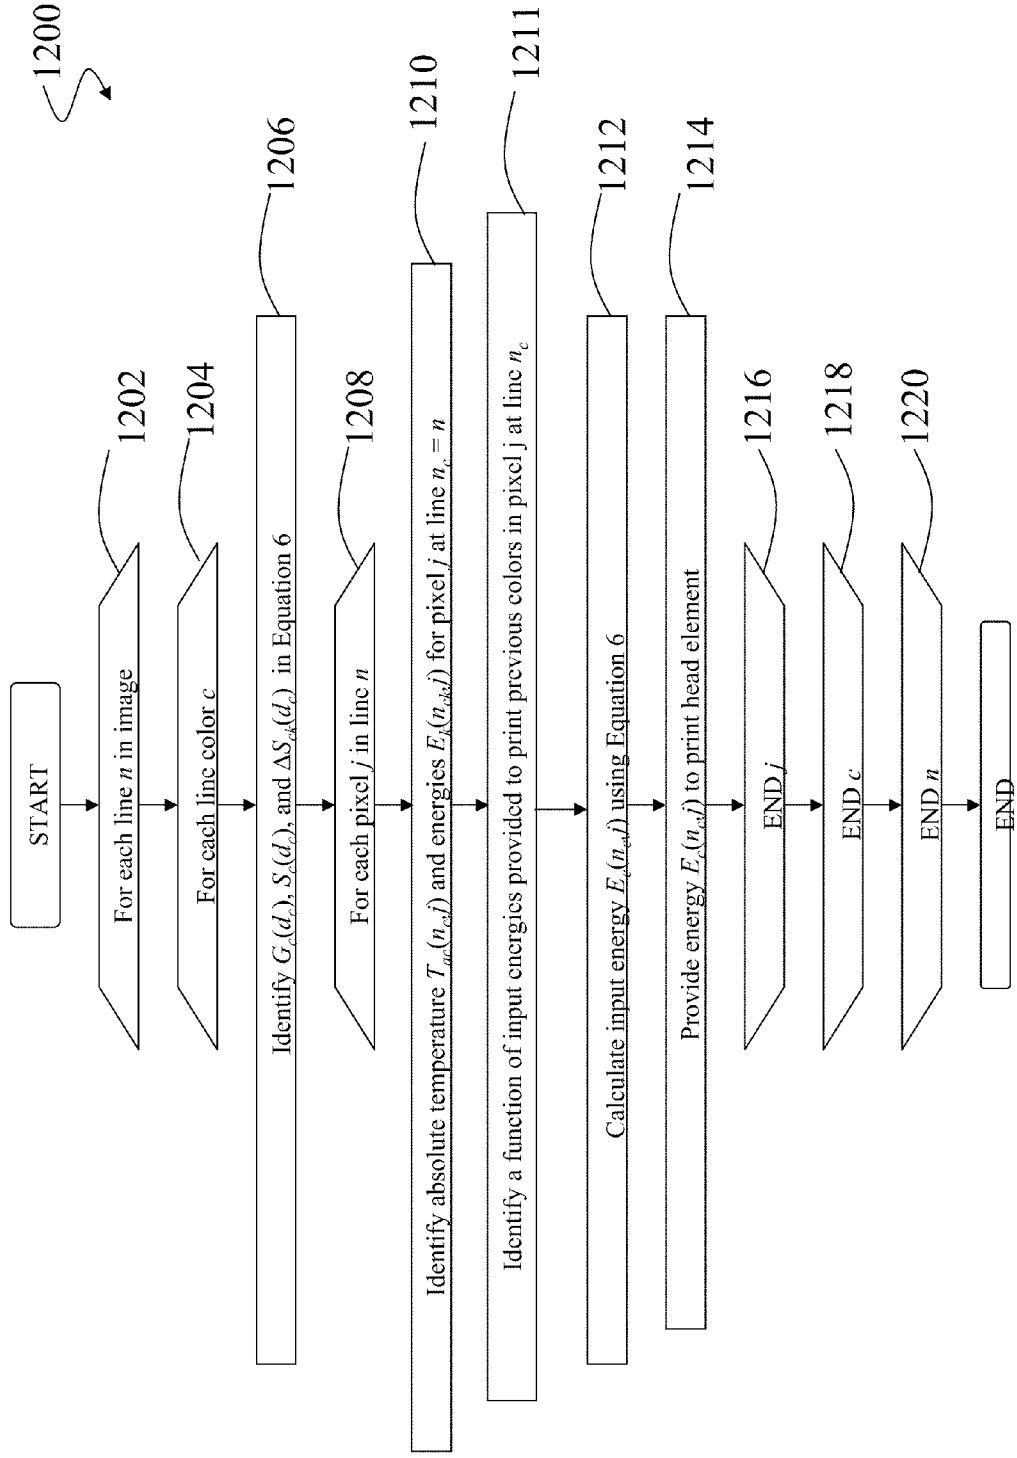 1200
START
For each line n in image
1202
For each line color c
1204
Identify G_c(d_c), S_c(d_c), and ΔS_ck(d_c) in Equation 6
1206
For each pixel j in line n
1208
Identify absolute temperature T_ac(n_c,j) and energies E_k(n_ck,j) for pixel j at line n_c = n
1210
Identify a function of input energies provided to print previous colors in pixel j at line n_c
1211
Calculate input energy E_c(n_c,j) using Equation 6
1212
Provide energy E_c(n_c,j) to print head element
1214
END j
1216
END c
1218
END n
1220
END